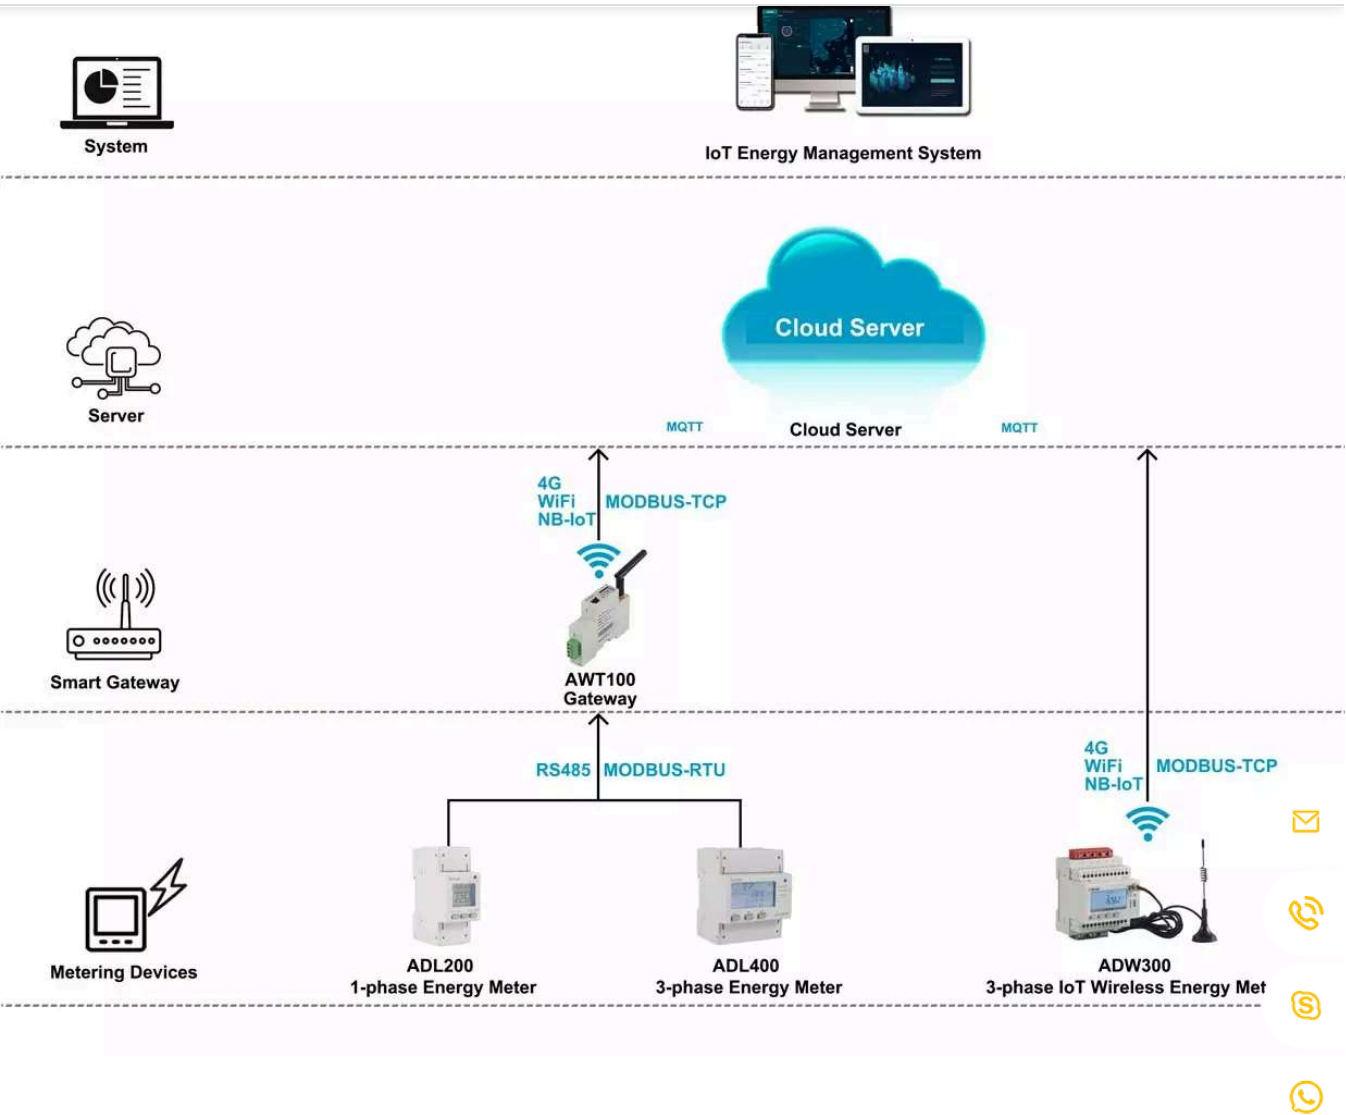 System
IoT Energy Management System
Cloud Server
Server
MQTT
Cloud Server
MQTT
4G
WiFi
NB-IoT
MODBUS-TCP
Smart Gateway
AWT100
Gateway
RS485
MODBUS-RTU
4G
WiFi
NB-IoT
MODBUS-TCP
Metering Devices
ADL200
1-phase Energy Meter
ADL400
3-phase Energy Meter
ADW300
3-phase IoT Wireless Energy Met